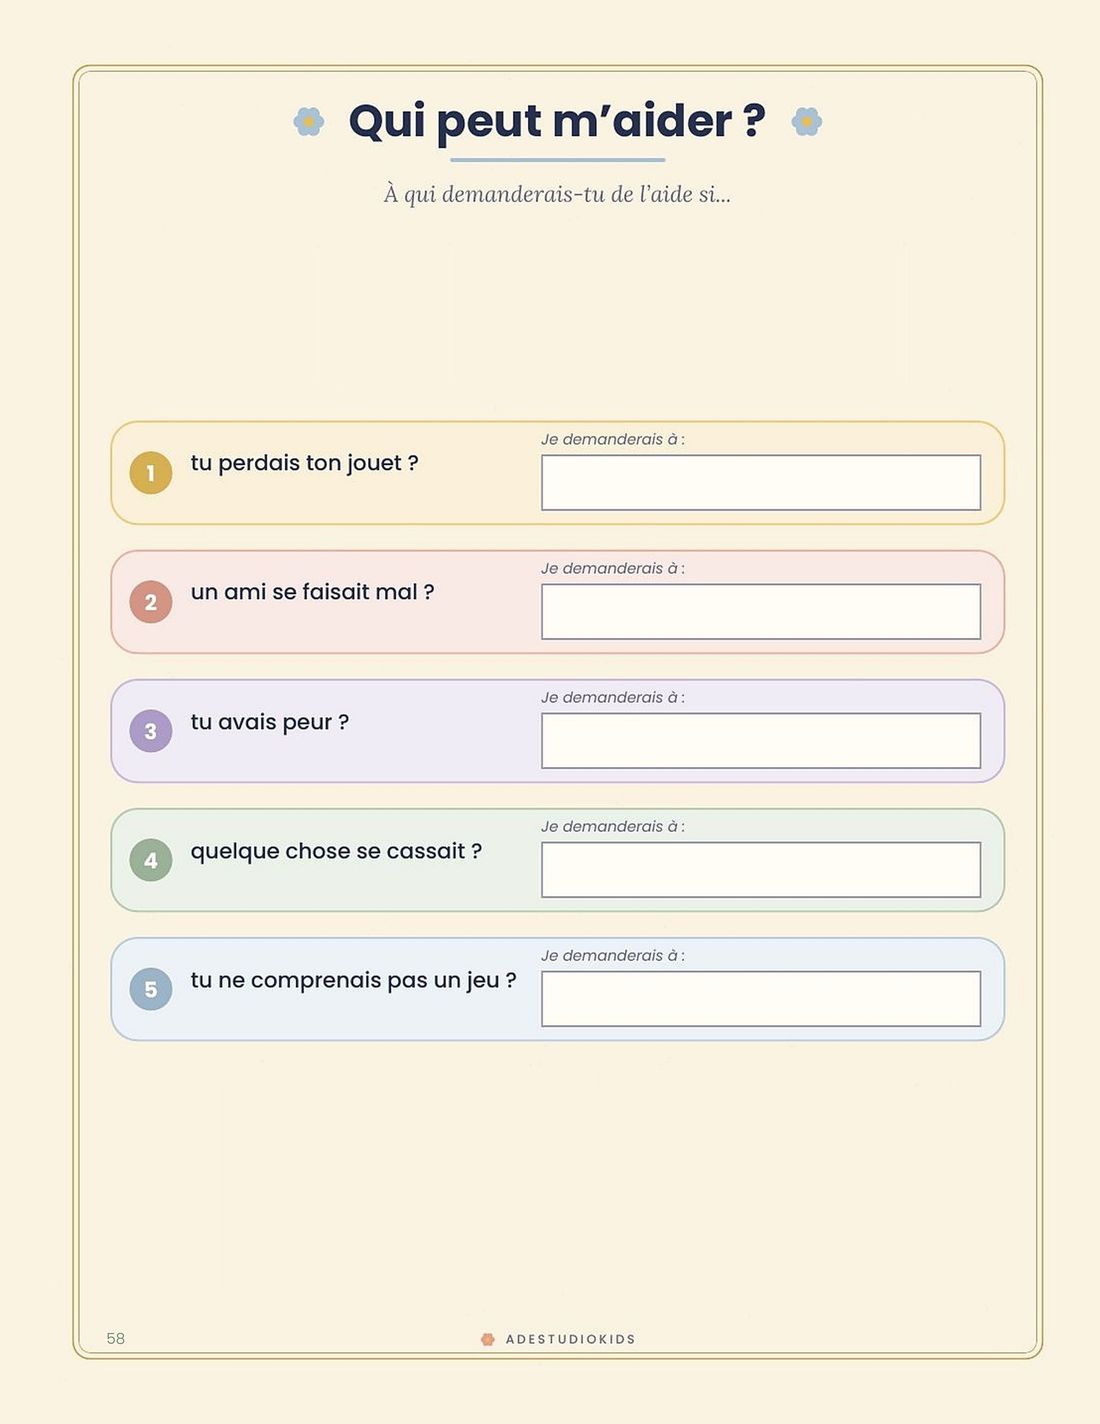 Qui peut m’aider ?
À qui demanderais-tu de l’aide si...
1
tu perdais ton jouet ?
Je demanderais à :
2
un ami se faisait mal ?
Je demanderais à :
3
tu avais peur ?
Je demanderais à :
4
quelque chose se cassait ?
Je demanderais à :
5
tu ne comprenais pas un jeu ?
Je demanderais à :
58
ADESTUDIOKIDS